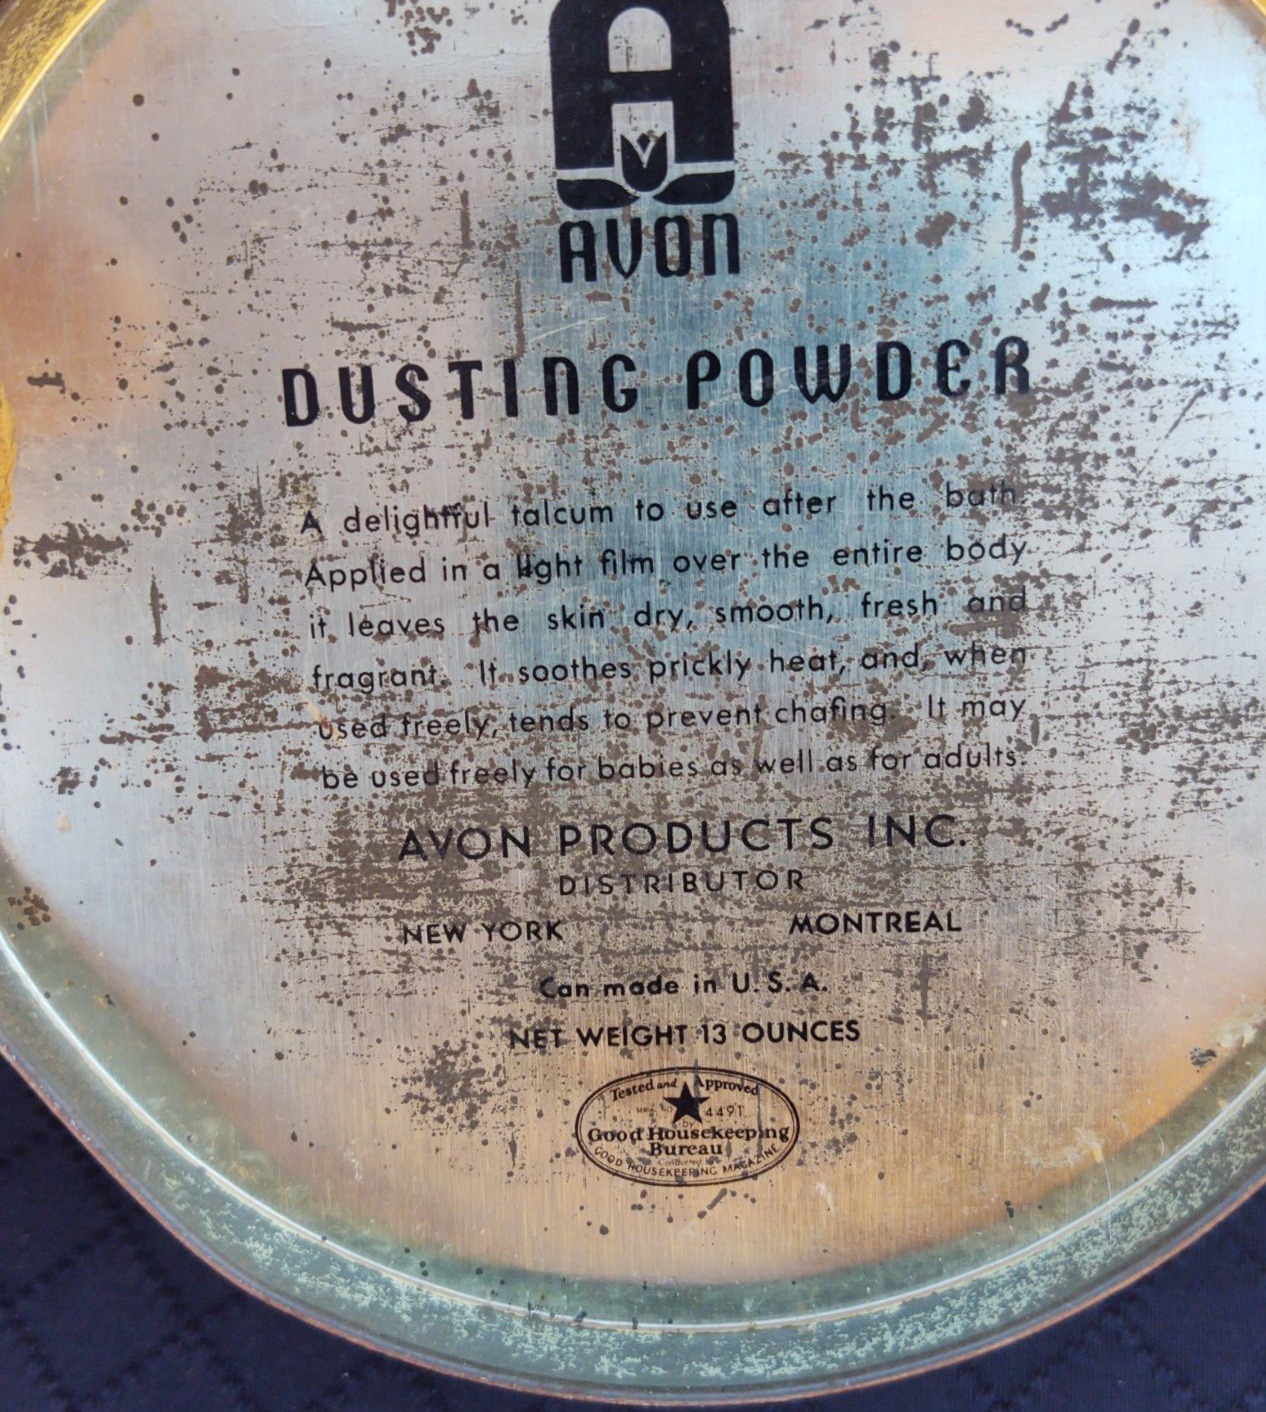 A
AVON
DUSTING POWDER
A delightful talcum to use after the bath.
Applied in a light film over the entire body
it leaves the skin dry, smooth, fresh and
fragrant. It soothes prickly heat, and, when
used freely, tends to prevent chafing. It may
be used freely for babies as well as for adults.
AVON PRODUCTS INC.
DISTRIBUTOR
NEW YORK MONTREAL
Can made in U.S.A.
NET WEIGHT 13 OUNCES
Tested and Approved
4491
BY
Good Housekeeping
Bureau
Conducted by
GOOD HOUSEKEEPING MAGAZINE